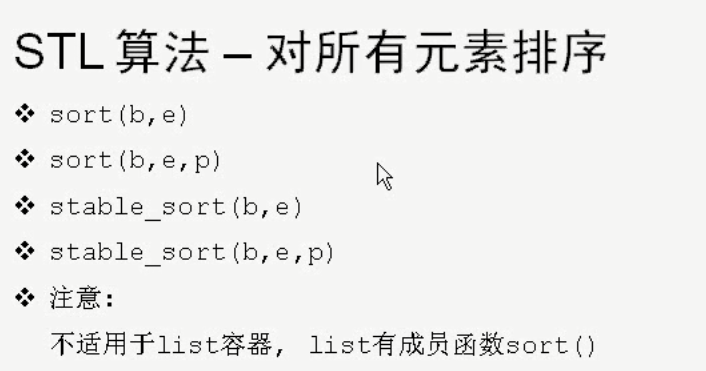 STL 算法 – 对所有元素排序
❖ sort(b,e)
❖ sort(b,e,p)
❖ stable_sort(b,e)
❖ stable_sort(b,e,p)
❖ 注意:
不适用于list容器, list有成员函数sort()